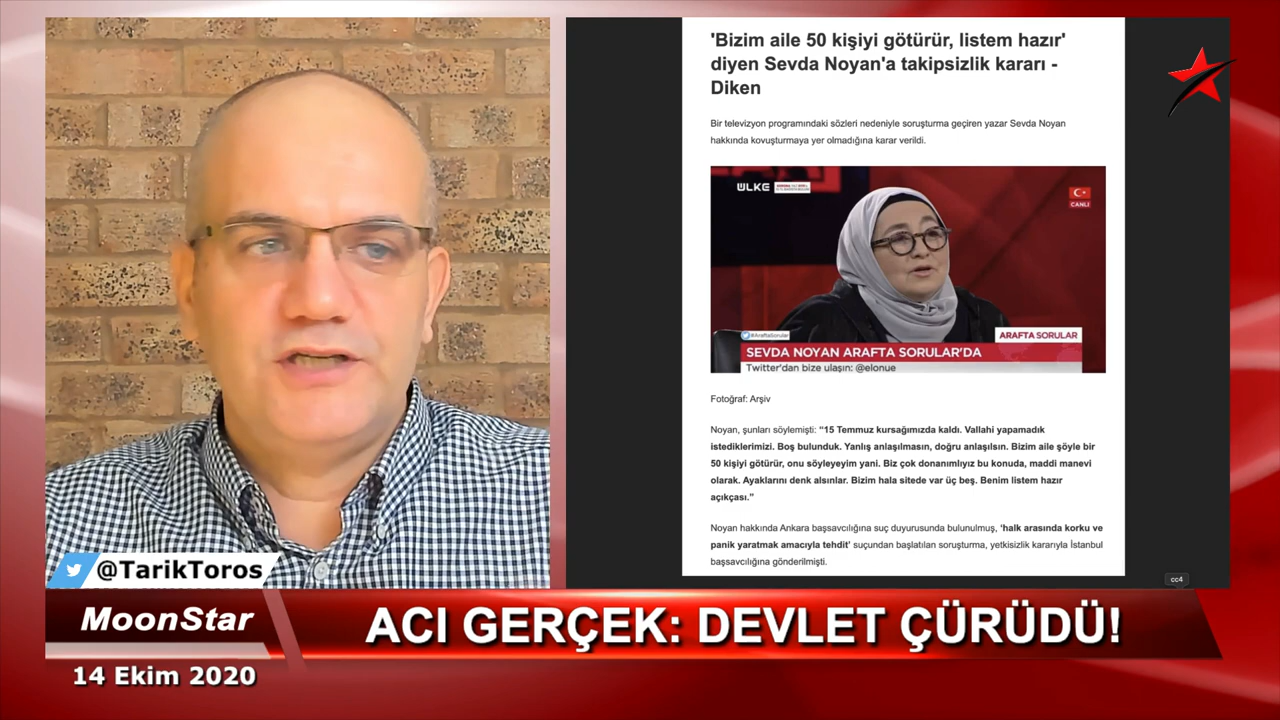 'Bizim aile 50 kişiyi götürür, listem hazır'
diyen Sevda Noyan'a takipsizlik kararı -
Diken
Bir televizyon programındaki sözleri nedeniyle soruşturma geçiren yazar Sevda Noyan
hakkında kovuşturmaya yer olmadığına karar verildi.
ÜLKE
CANLI
@AraftaSorular
ARAFTA SORULAR
SEVDA NOYAN ARAFTA SORULAR'DA
Twitter'dan bize ulaşın: @elonue
Fotoğraf: Arşiv
Noyan, şunları söylemişti: “15 Temmuz kursağımızda kaldı. Vallahi yapamadık
istediklerimizi. Boş bulunduk. Yanlış anlaşılmasın, doğru anlaşılsın. Bizim aile şöyle bir
50 kişiyi götürür, onu söyleyeyim yani. Biz çok donanımlıyız bu konuda, maddi manevi
olarak. Ayaklarını denk alsınlar. Bizim hala sitede var üç beş. Benim listem hazır
açıkçası.”
Noyan hakkında Ankara başsavcılığına suç duyurusunda bulunulmuş, ‘halk arasında korku ve
panik yaratmak amacıyla tehdit’ suçundan başlatılan soruşturma, yetkisizlik kararıyla İstanbul
başsavcılığına gönderilmişti.
cc4
@TarikToros
MoonStar
ACI GERÇEK: DEVLET ÇÜRÜDÜ!
14 Ekim 2020